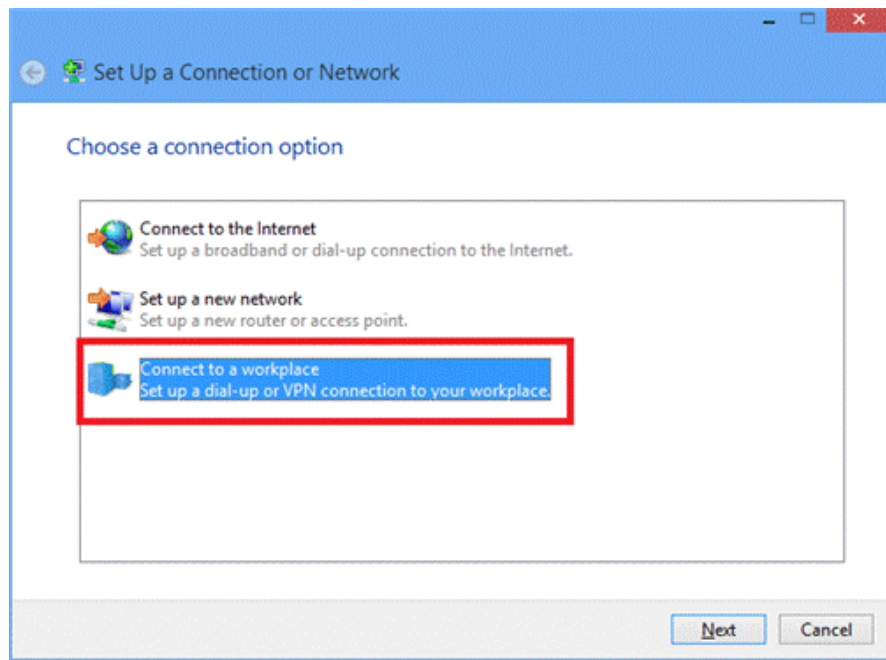 Set Up a Connection or Network
Choose a connection option
Connect to the Internet
Set up a broadband or dial-up connection to the Internet.
Set up a new network
Set up a new router or access point.
Connect to a workplace
Set up a dial-up or VPN connection to your workplace.
Next
Cancel